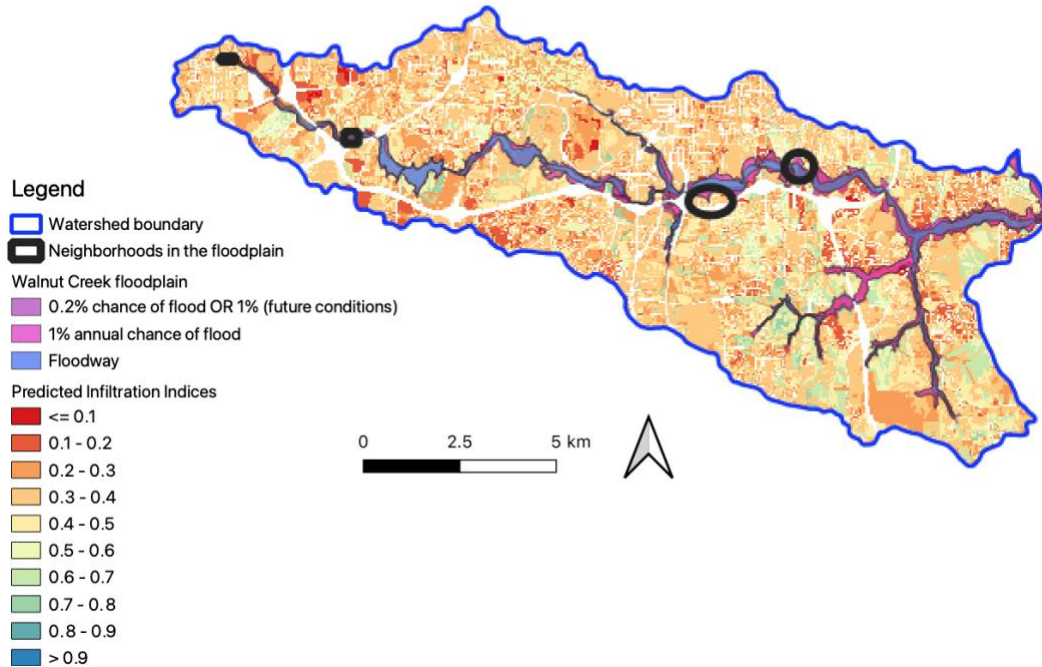 Legend
Watershed boundary
Neighborhoods in the floodplain
Walnut Creek floodplain
0.2% chance of flood OR 1% (future conditions)
1% annual chance of flood
Floodway
Predicted Infiltration Indices
<= 0.1
0.1 - 0.2
0.2 - 0.3
0.3 - 0.4
0.4 - 0.5
0.5 - 0.6
0.6 - 0.7
0.7 - 0.8
0.8 - 0.9
> 0.9
0 2.5 5 km